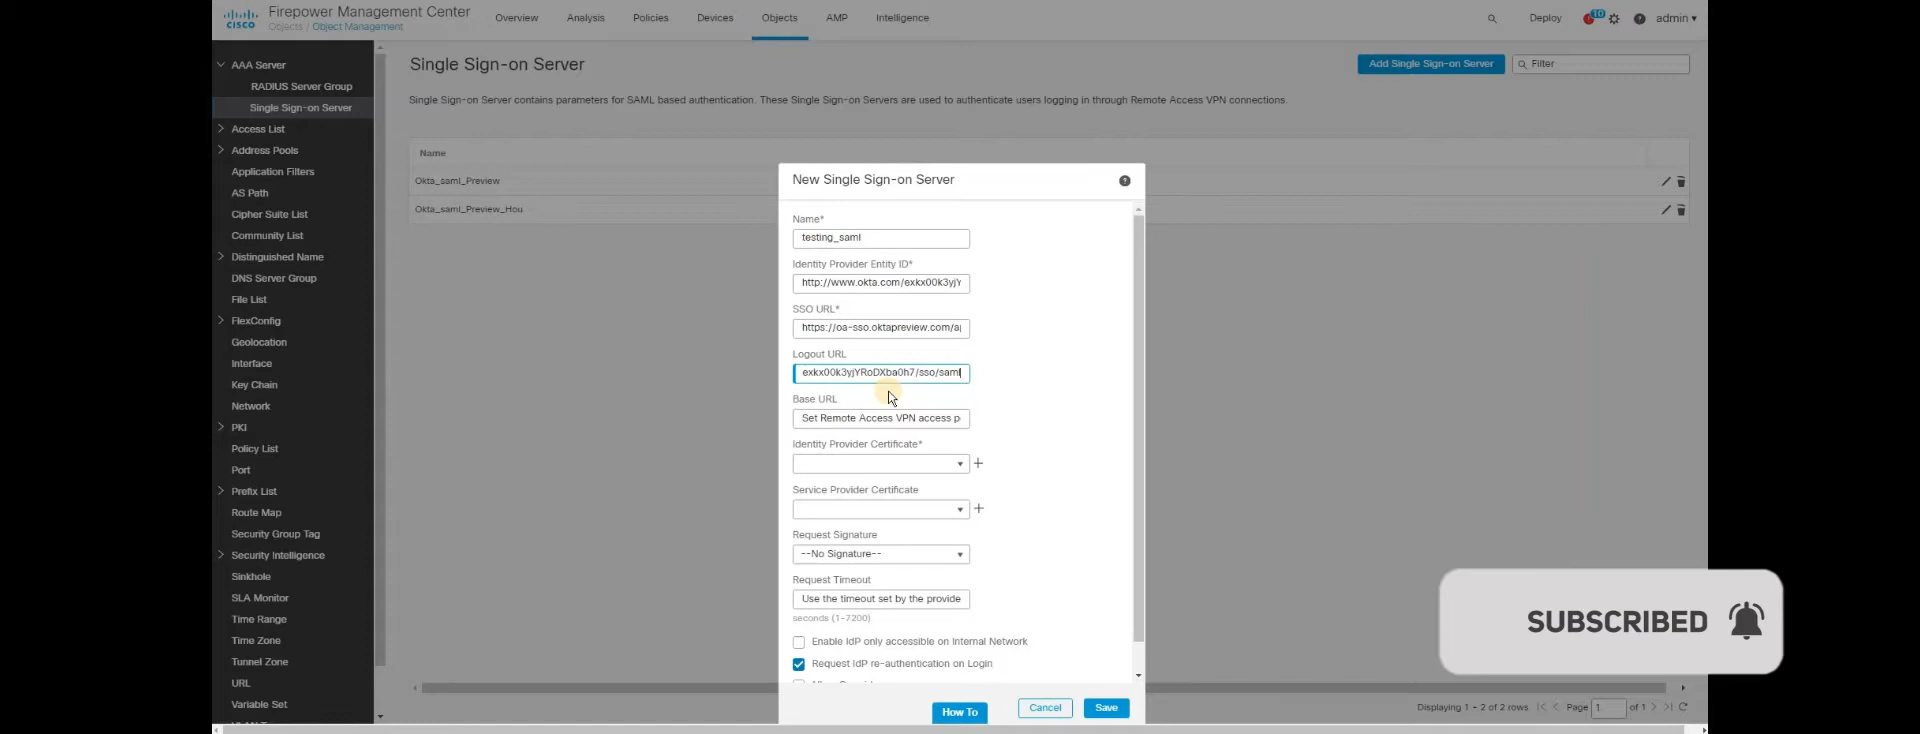 CISCO
Firepower Management Center
Objects / Object Management
Overview
Analysis
Policies
Devices
Objects
AMP
Intelligence
Deploy
10
admin
AAA Server
RADIUS Server Group
Single Sign-on Server
Access List
Address Pools
Application Filters
AS Path
Cipher Suite List
Community List
Distinguished Name
DNS Server Group
File List
FlexConfig
Geolocation
Interface
Key Chain
Network
PKI
Policy List
Port
Prefix List
Route Map
Security Group Tag
Security Intelligence
Sinkhole
SLA Monitor
Time Range
Time Zone
Tunnel Zone
URL
Variable Set
Single Sign-on Server
Add Single Sign-on Server
Filter
Single Sign-on Server contains parameters for SAML based authentication. These Single Sign-on Servers are used to authenticate users logging in through Remote Access VPN connections.
Name
Okta_saml_Preview
Okta_saml_Preview_Hou
New Single Sign-on Server
Name*
testing_saml
Identity Provider Entity ID*
http://www.okta.com/exkx00k3yjY
SSO URL*
https://oa-sso.oktapreview.com/a
Logout URL
exkx00k3yjYRoDXba0h7/sso/saml
Base URL
Set Remote Access VPN access p
Identity Provider Certificate*
Service Provider Certificate
Request Signature
--No Signature--
Request Timeout
Use the timeout set by the provide
seconds (1-7200)
Enable IdP only accessible on Internal Network
Request IdP re-authentication on Login
How To
Cancel
Save
Displaying 1 - 2 of 2 rows
Page 1 of 1
SUBSCRIBED